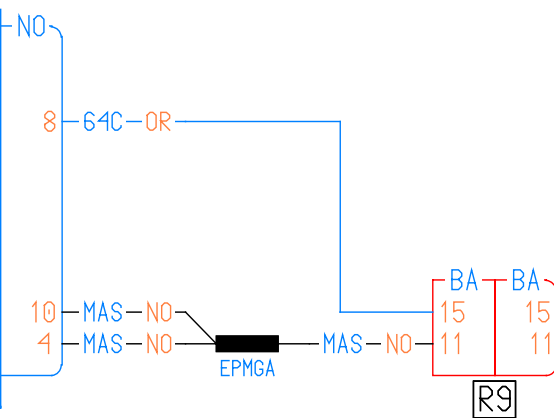 NO
8 64C OR
BA BA
10 MAS NO 15 15
4 MAS NO MAS NO 11 11
EPMGA
R9